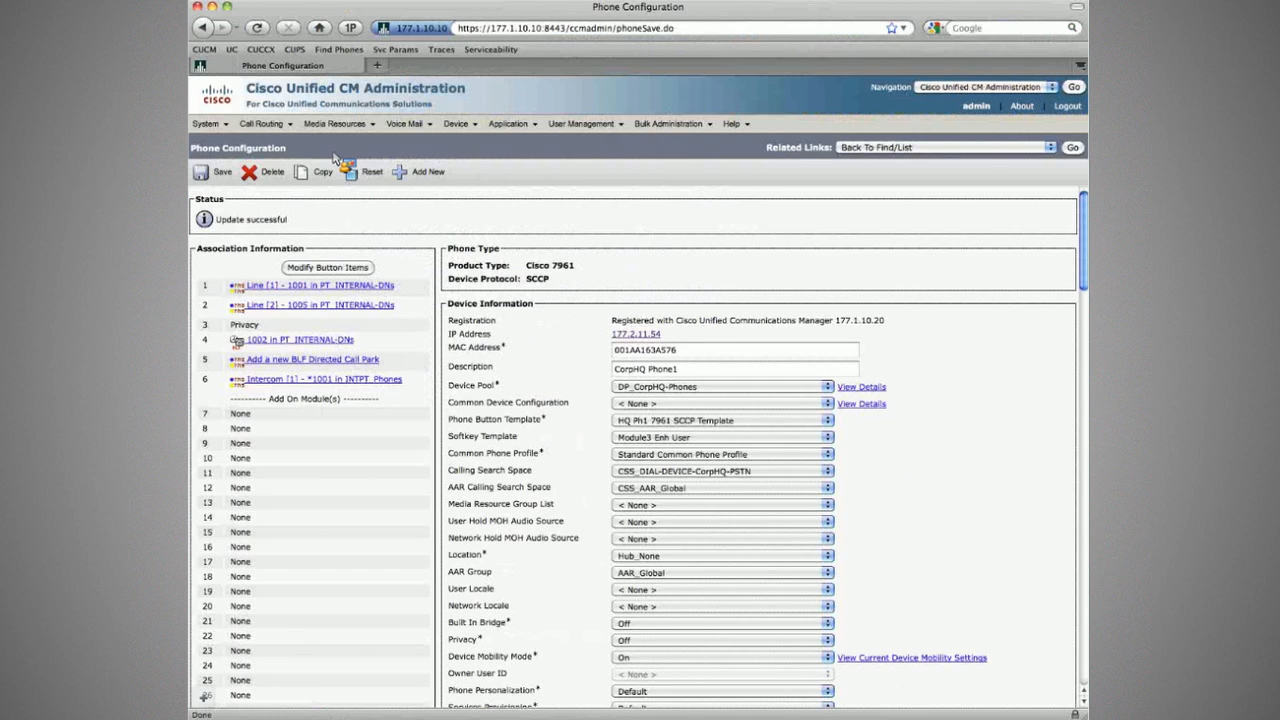 Phone Configuration
1P 177.1.10.10 https://177.1.10.10:8443/ccmadmin/phoneSave.do Google
CUCM UC CUCCX CUPS Find Phones Svc Params Traces Serviceability
Phone Configuration
Cisco Unified CM Administration Navigation Cisco Unified CM Administration Go
CISCO For Cisco Unified Communications Solutions admin About Logout
System Call Routing Media Resources Voice Mail Device Application User Management Bulk Administration Help
Phone Configuration Related Links: Back To Find/List Go
Save Delete Copy Reset Add New
Status
Update successful
Association Information
Modify Button Items
1 Line [1] - 1001 in PT_INTERNAL-DNs
2 Line [2] - 1005 in PT_INTERNAL-DNs
3 Privacy
4 1002 in PT_INTERNAL-DNs
5 Add a new BLF Directed Call Park
6 Intercom [1] - *1001 in INTPT_Phones
---------- Add On Module(s) ----------
7 None
8 None
9 None
10 None
11 None
12 None
13 None
14 None
15 None
16 None
17 None
18 None
19 None
20 None
21 None
22 None
23 None
24 None
25 None
26 None
Phone Type
Product Type: Cisco 7961
Device Protocol: SCCP
Device Information
Registration Registered with Cisco Unified Communications Manager 177.1.10.20
IP Address 177.2.11.54
MAC Address* 001AA163A576
Description CorpHQ Phone1
Device Pool* DP_CorpHQ-Phones View Details
Common Device Configuration < None > View Details
Phone Button Template* HQ Ph1 7961 SCCP Template
Softkey Template Module3 Enh User
Common Phone Profile* Standard Common Phone Profile
Calling Search Space CSS_DIAL-DEVICE-CorpHQ-PSTN
AAR Calling Search Space CSS_AAR_Global
Media Resource Group List < None >
User Hold MOH Audio Source < None >
Network Hold MOH Audio Source < None >
Location* Hub_None
AAR Group AAR_Global
User Locale < None >
Network Locale < None >
Built In Bridge* Off
Privacy* Off
Device Mobility Mode* On View Current Device Mobility Settings
Owner User ID < None >
Phone Personalization* Default
Services Provisioning* Default
Done